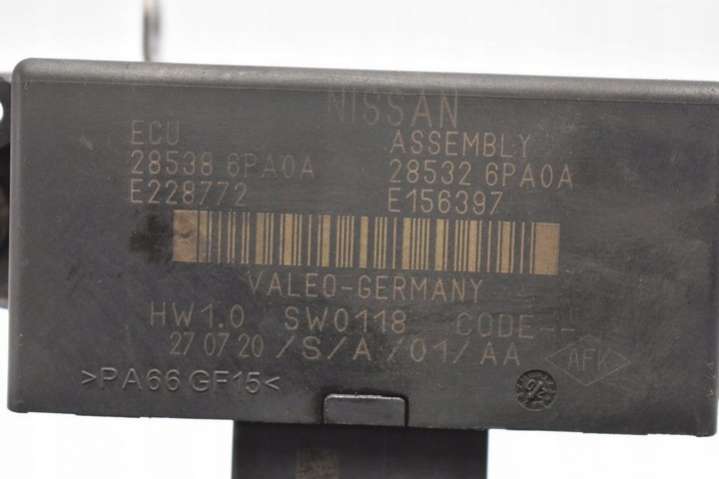 NISSAN
ECU ASSEMBLY
28538 6PA0A 28532 6PA0A
E228772 E156397
VALEO-GERMANY
HW1.0 SW0118 CODE--
27 07 20 /S/A/01/AA AFK
>PA66 GF15<